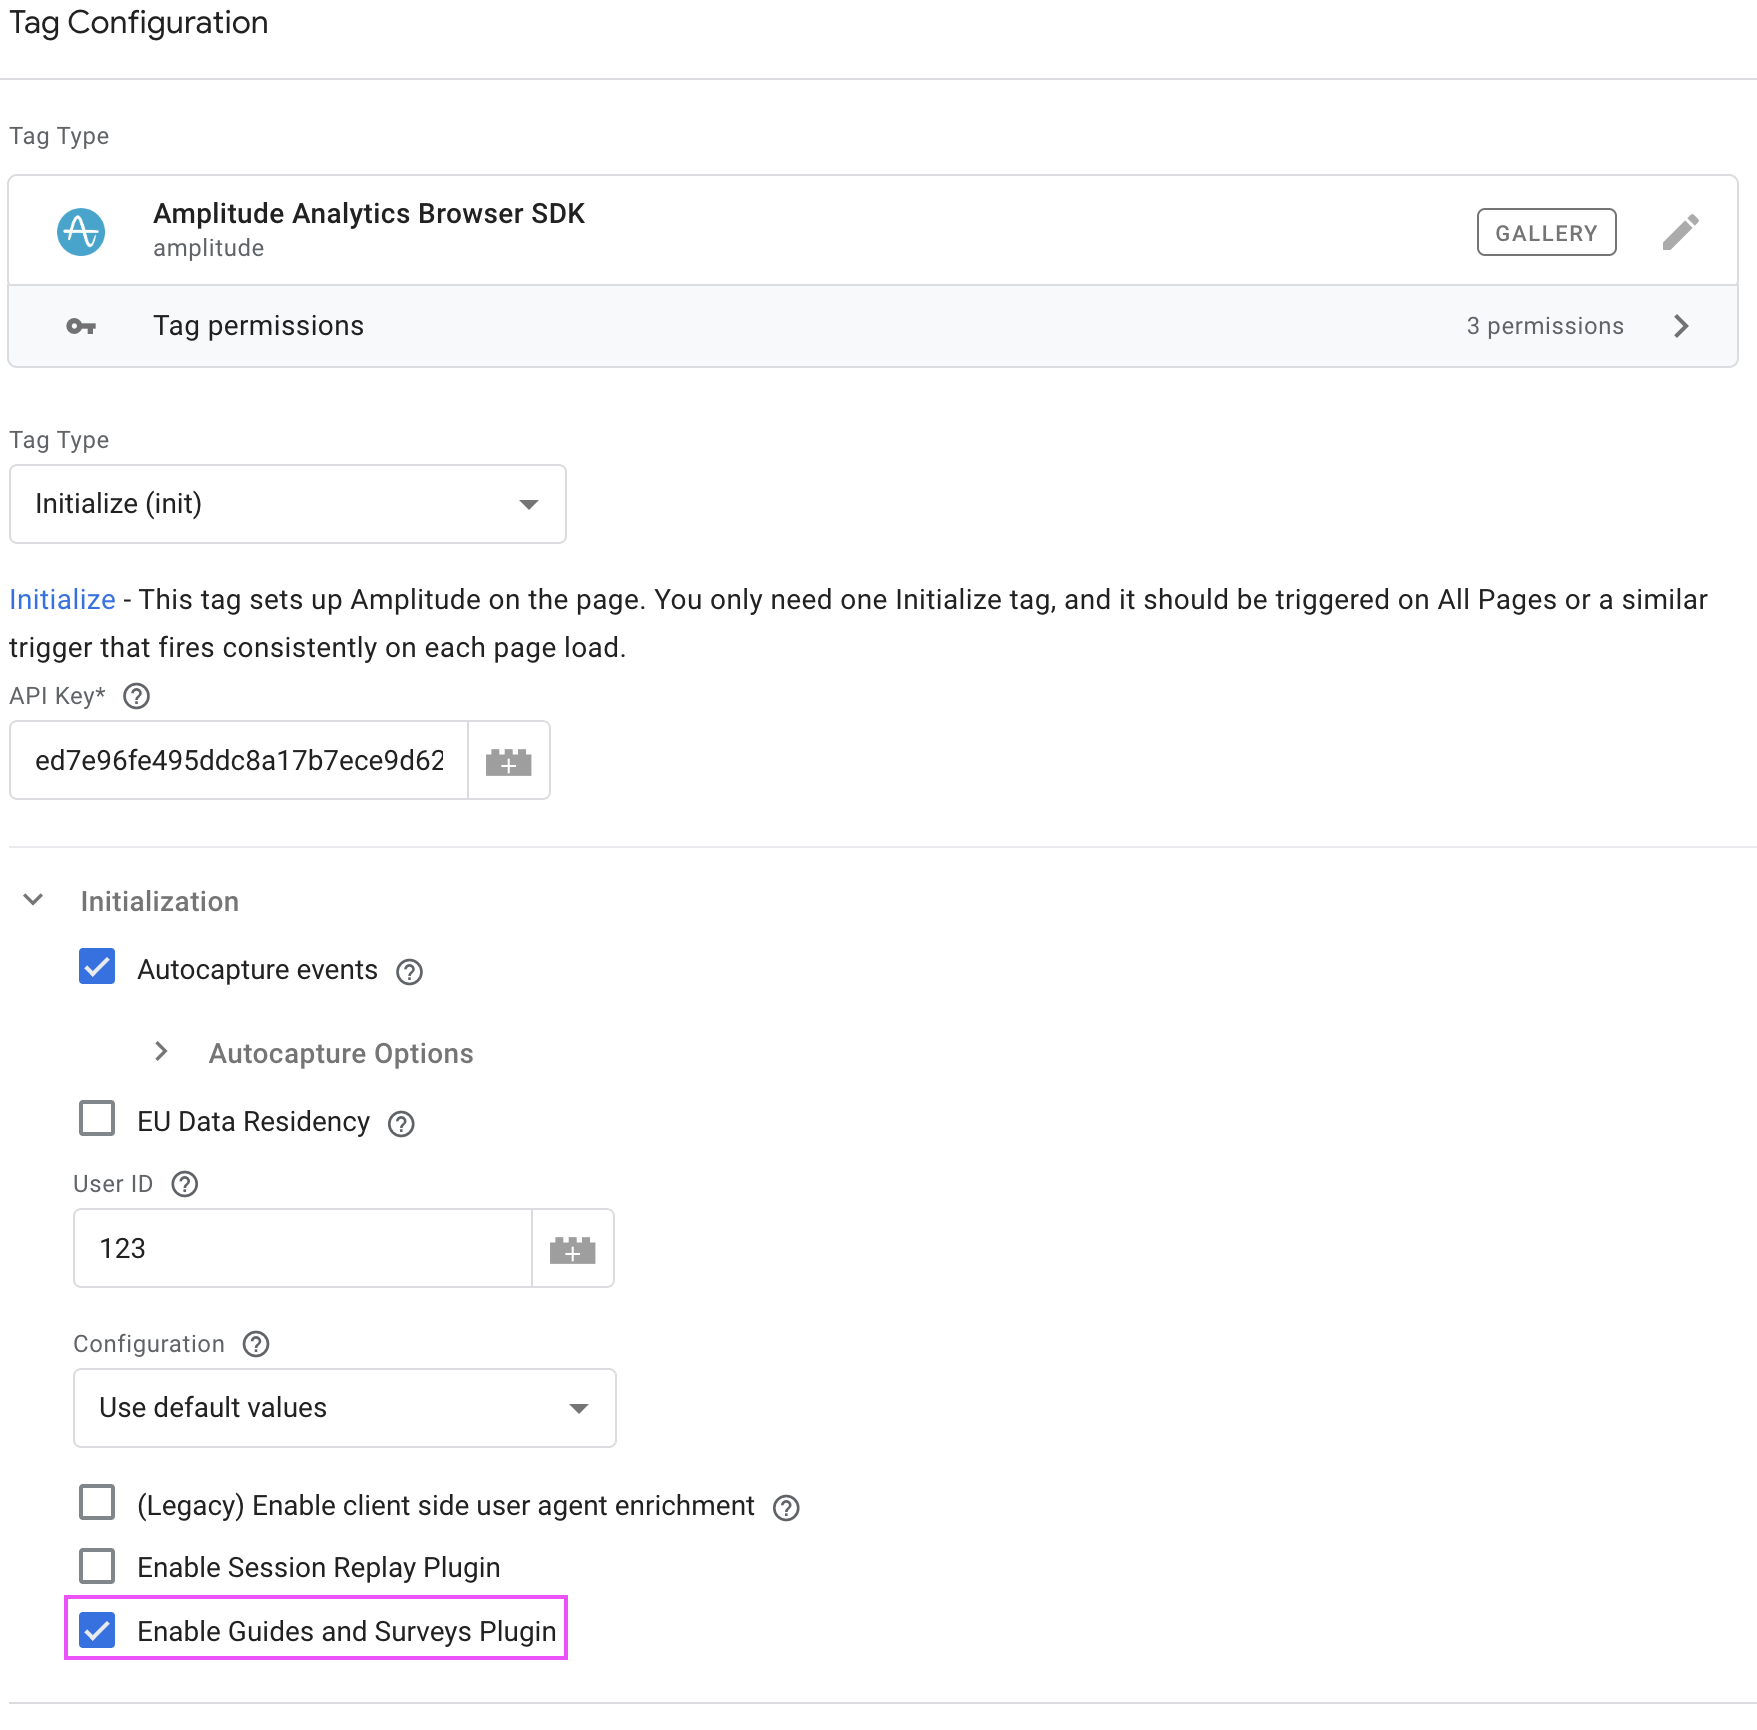 Tag Configuration
Tag Type
Amplitude Analytics Browser SDK
amplitude
GALLERY
Tag permissions
3 permissions
Tag Type
Initialize (init)
Initialize - This tag sets up Amplitude on the page. You only need one Initialize tag, and it should be triggered on All Pages or a similar
trigger that fires consistently on each page load.
API Key*
ed7e96fe495ddc8a17b7ece9d62
Initialization
Autocapture events
Autocapture Options
EU Data Residency
User ID
123
Configuration
Use default values
(Legacy) Enable client side user agent enrichment
Enable Session Replay Plugin
Enable Guides and Surveys Plugin